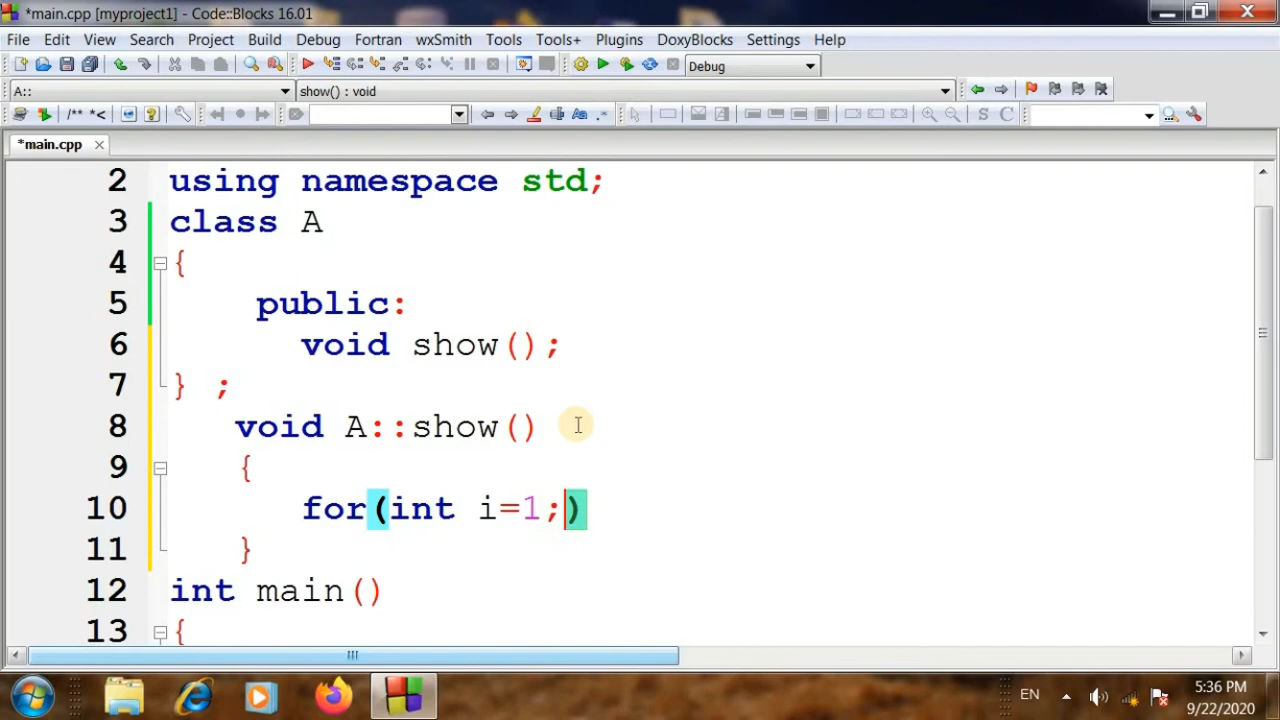 *main.cpp [myproject1] - Code::Blocks 16.01
File Edit View Search Project Build Debug Fortran wxSmith Tools Tools+ Plugins DoxyBlocks Settings Help
Debug
A:: show() : void
/** *< S C
*main.cpp
2 using namespace std;
3 class A
4 {
5 public:
6 void show();
7 } ;
8 void A::show()
9 {
10 for(int i=1;)
11 }
12 int main()
13 {
EN 5:36 PM
9/22/2020